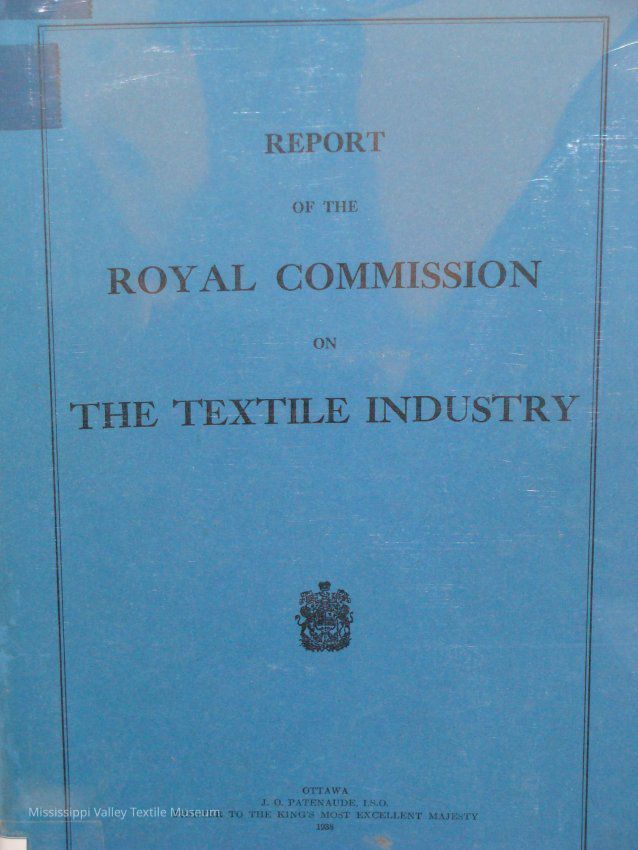 REPORT
OF THE
ROYAL COMMISSION
ON
THE TEXTILE INDUSTRY
OTTAWA
J. O. PATENAUDE, I.S.O.
TO THE KING'S MOST EXCELLENT MAJESTY
1938
Mississippi Valley Textile Museum